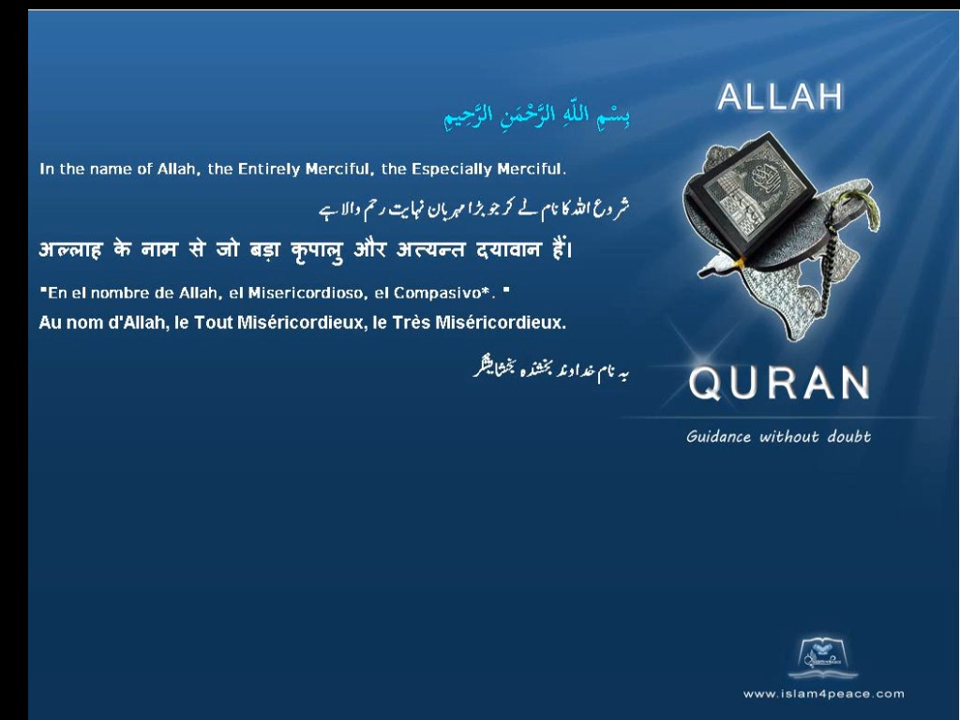 بِسْمِ اللَّهِ الرَّحْمَنِ الرَّحِيمِ
In the name of Allah, the Entirely Merciful, the Especially Merciful.
شروع اللہ کا نام لے کر جو بڑا مہربان نہایت رحم والا ہے
अल्लाह के नाम से जो बड़ा कृपालु और अत्यन्त दयावान हैं।
"En el nombre de Allah, el Misericordioso, el Compasivo*. "
Au nom d'Allah, le Tout Miséricordieux, le Très Miséricordieux.
به نام خداوند بخشنده بخشایشگر
ALLAH
QURAN
Guidance without doubt
www.islam4peace.com